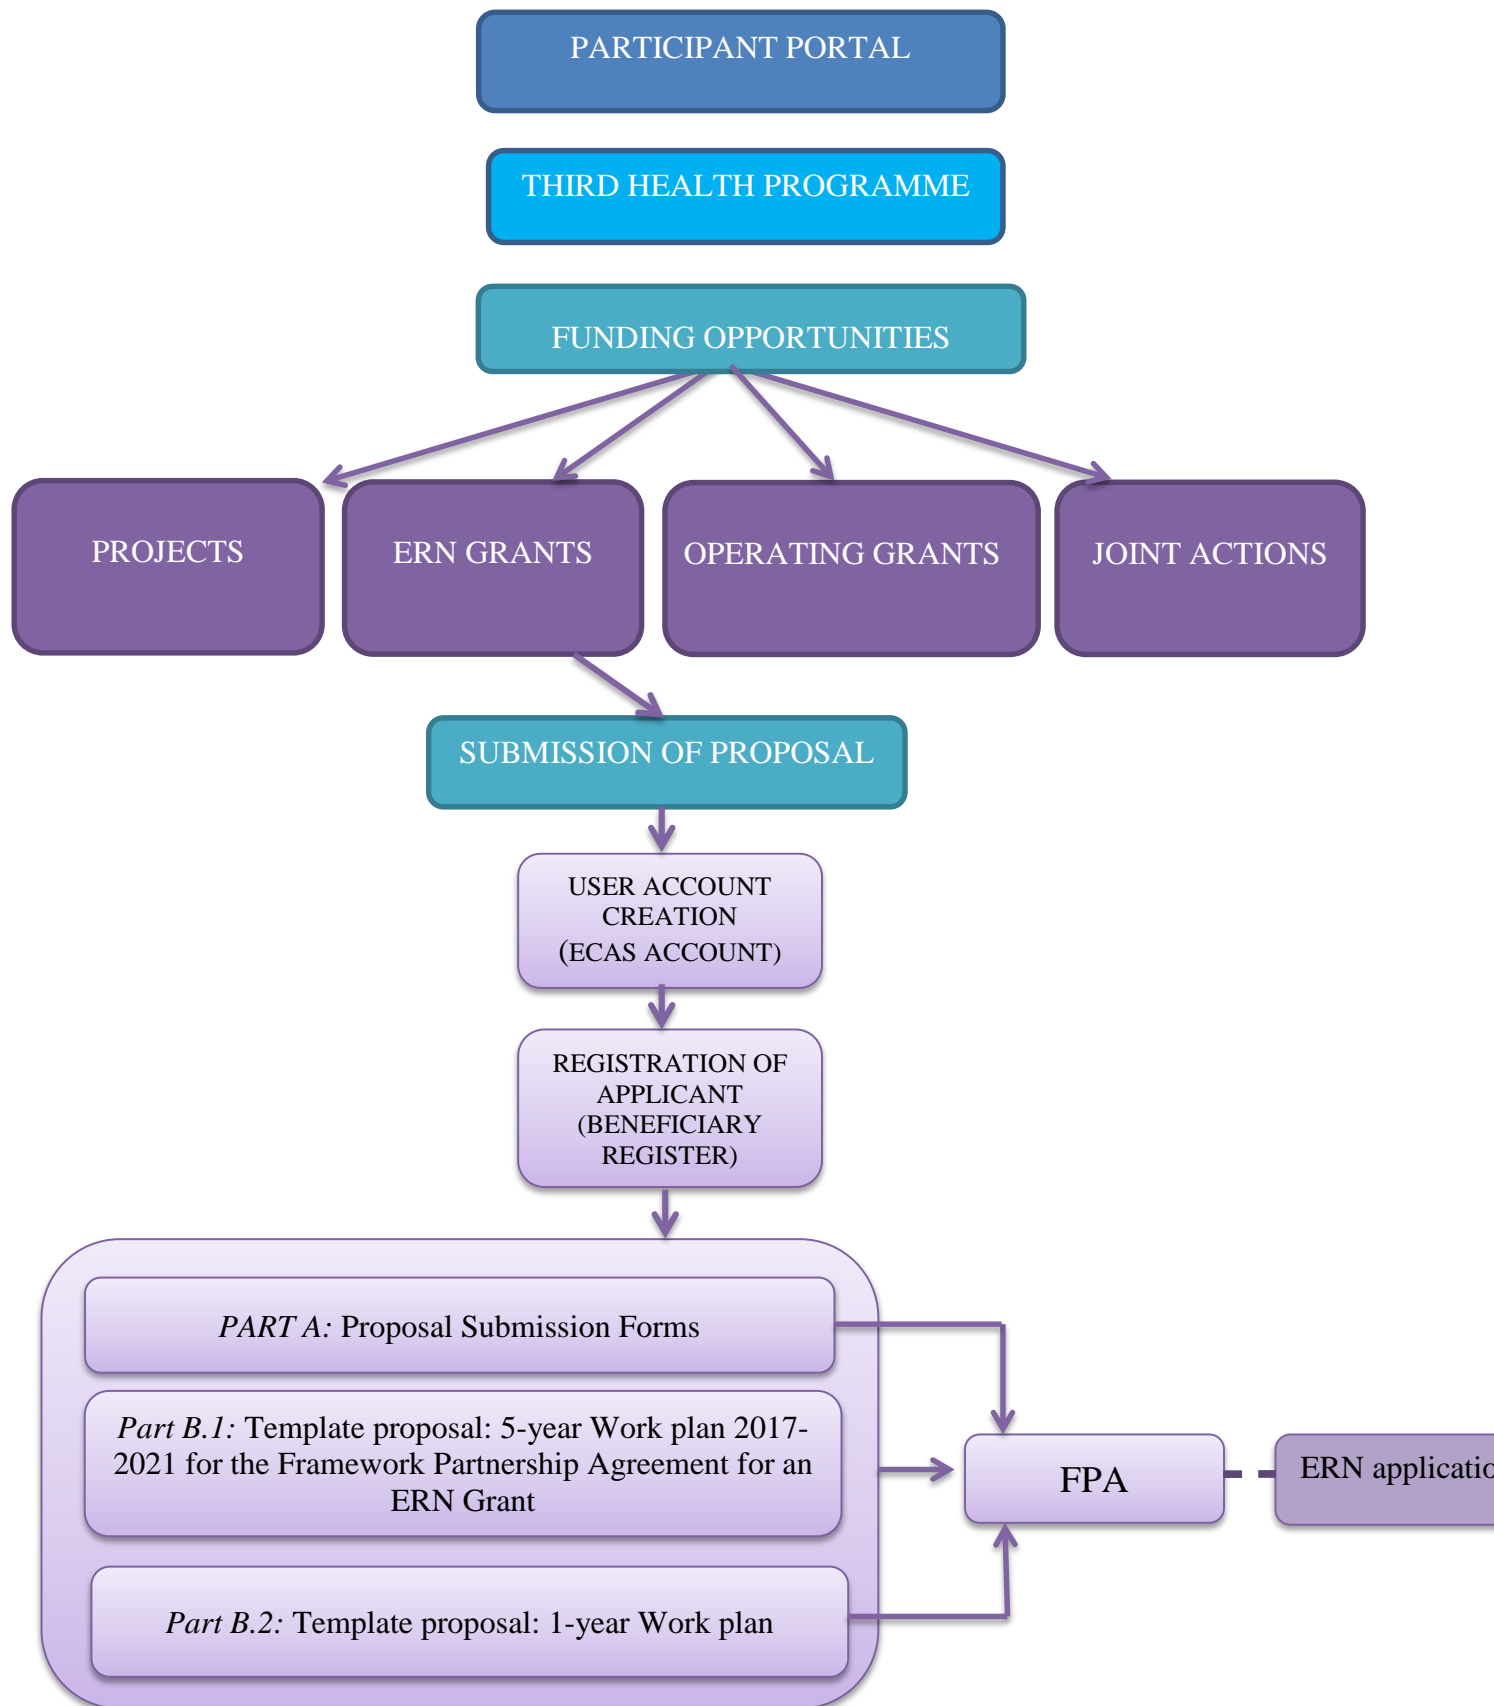 PARTICIPANT PORTAL
THIRD HEALTH PROGRAMME
FUNDING OPPORTUNITIES
PROJECTS
ERN GRANTS
OPERATING GRANTS
JOINT ACTIONS
SUBMISSION OF PROPOSAL
USER ACCOUNT
CREATION
(ECAS ACCOUNT)
REGISTRATION OF
APPLICANT
(BENEFICIARY
REGISTER)
PART A: Proposal Submission Forms
Part B.1: Template proposal: 5-year Work plan 2017-
2021 for the Framework Partnership Agreement for an
ERN Grant
Part B.2: Template proposal: 1-year Work plan
FPA
ERN